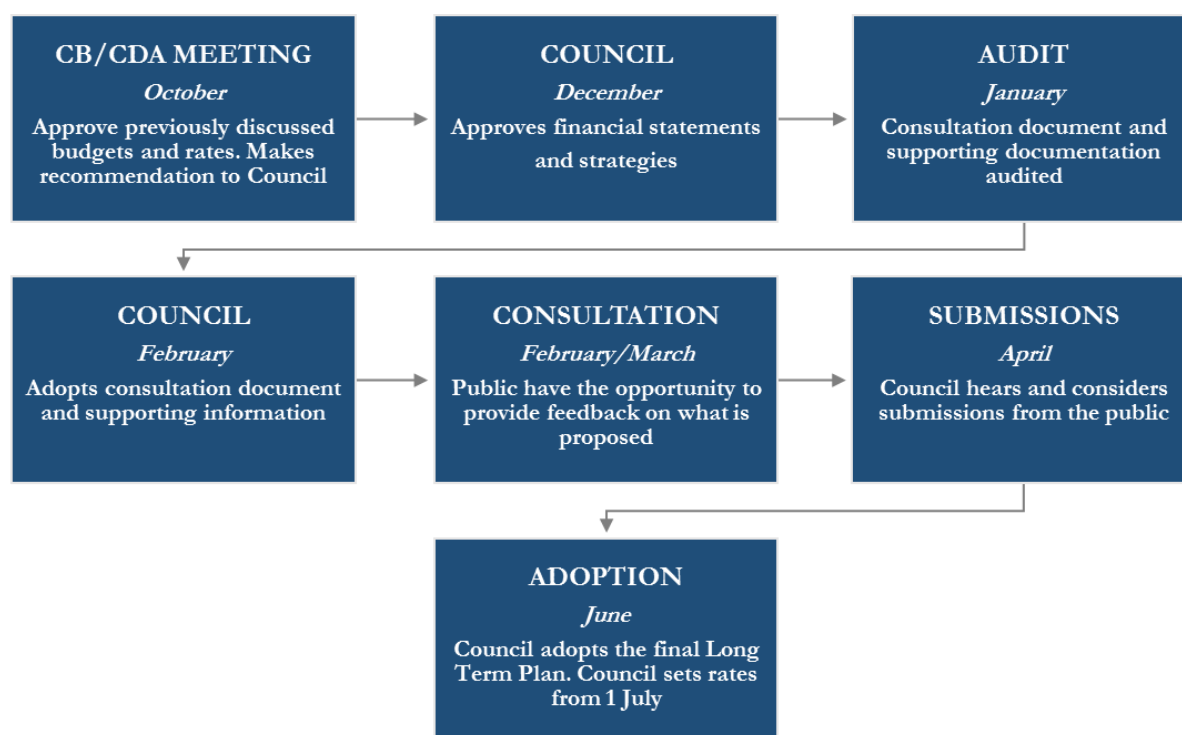 CB/CDA MEETING
October
Approve previously discussed
budgets and rates. Makes
recommendation to Council
COUNCIL
December
Approves financial statements
and strategies
AUDIT
January
Consultation document and
supporting documentation
audited
COUNCIL
February
Adopts consultation document
and supporting information
CONSULTATION
February/March
Public have the opportunity to
provide feedback on what is
proposed
SUBMISSIONS
April
Council hears and considers
submissions from the public
ADOPTION
June
Council adopts the final Long
Term Plan. Council sets rates
from 1 July